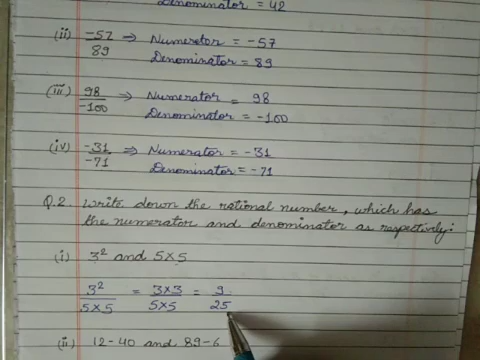 Denominator = 42
(ii) -57/89 ⇒ Numerator = -57
Denominator = 89
(iii) 98/-100 ⇒ Numerator = 98
Denominator = -100
(iv) -31/-71 ⇒ Numerator = -31
Denominator = -71
Q.2. Write down the rational number, which has
the numerator and denominator as respectively:
(i) 3² and 5×5
3²/5×5 = 3×3/5×5 = 9/25
(ii) 12-40 and 89-6